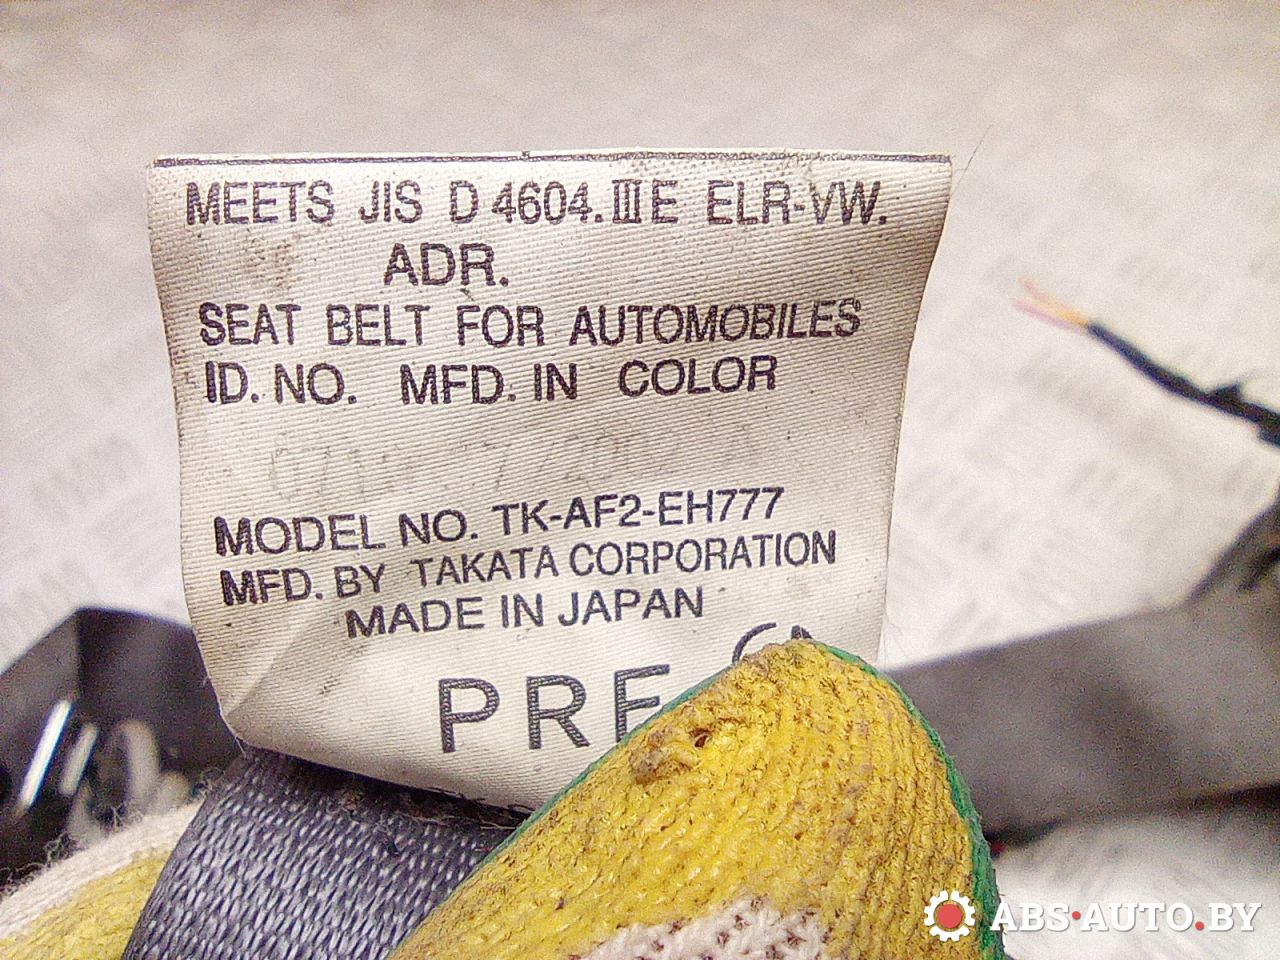 MEETS JIS D 4604.ⅢE ELR-VW.
ADR.
SEAT BELT FOR AUTOMOBILES
ID. NO. MFD. IN COLOR
MODEL NO. TK-AF2-EH777
MFD. BY TAKATA CORPORATION
MADE IN JAPAN
PRE
ABS·AUTO.BY